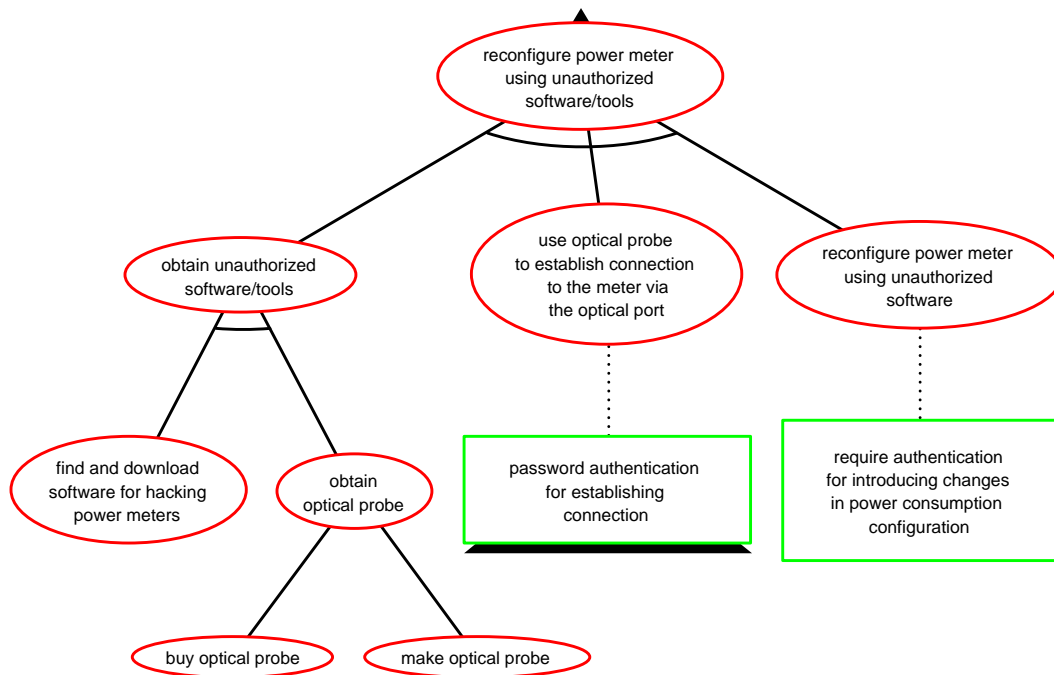 reconfigure power meter
using unauthorized
software/tools
obtain unauthorized
software/tools
use optical probe
to establish connection
to the meter via
the optical port
reconfigure power meter
using unauthorized
software
find and download
software for hacking
power meters
obtain
optical probe
password authentication
for establishing
connection
require authentication
for introducing changes
in power consumption
configuration
buy optical probe
make optical probe